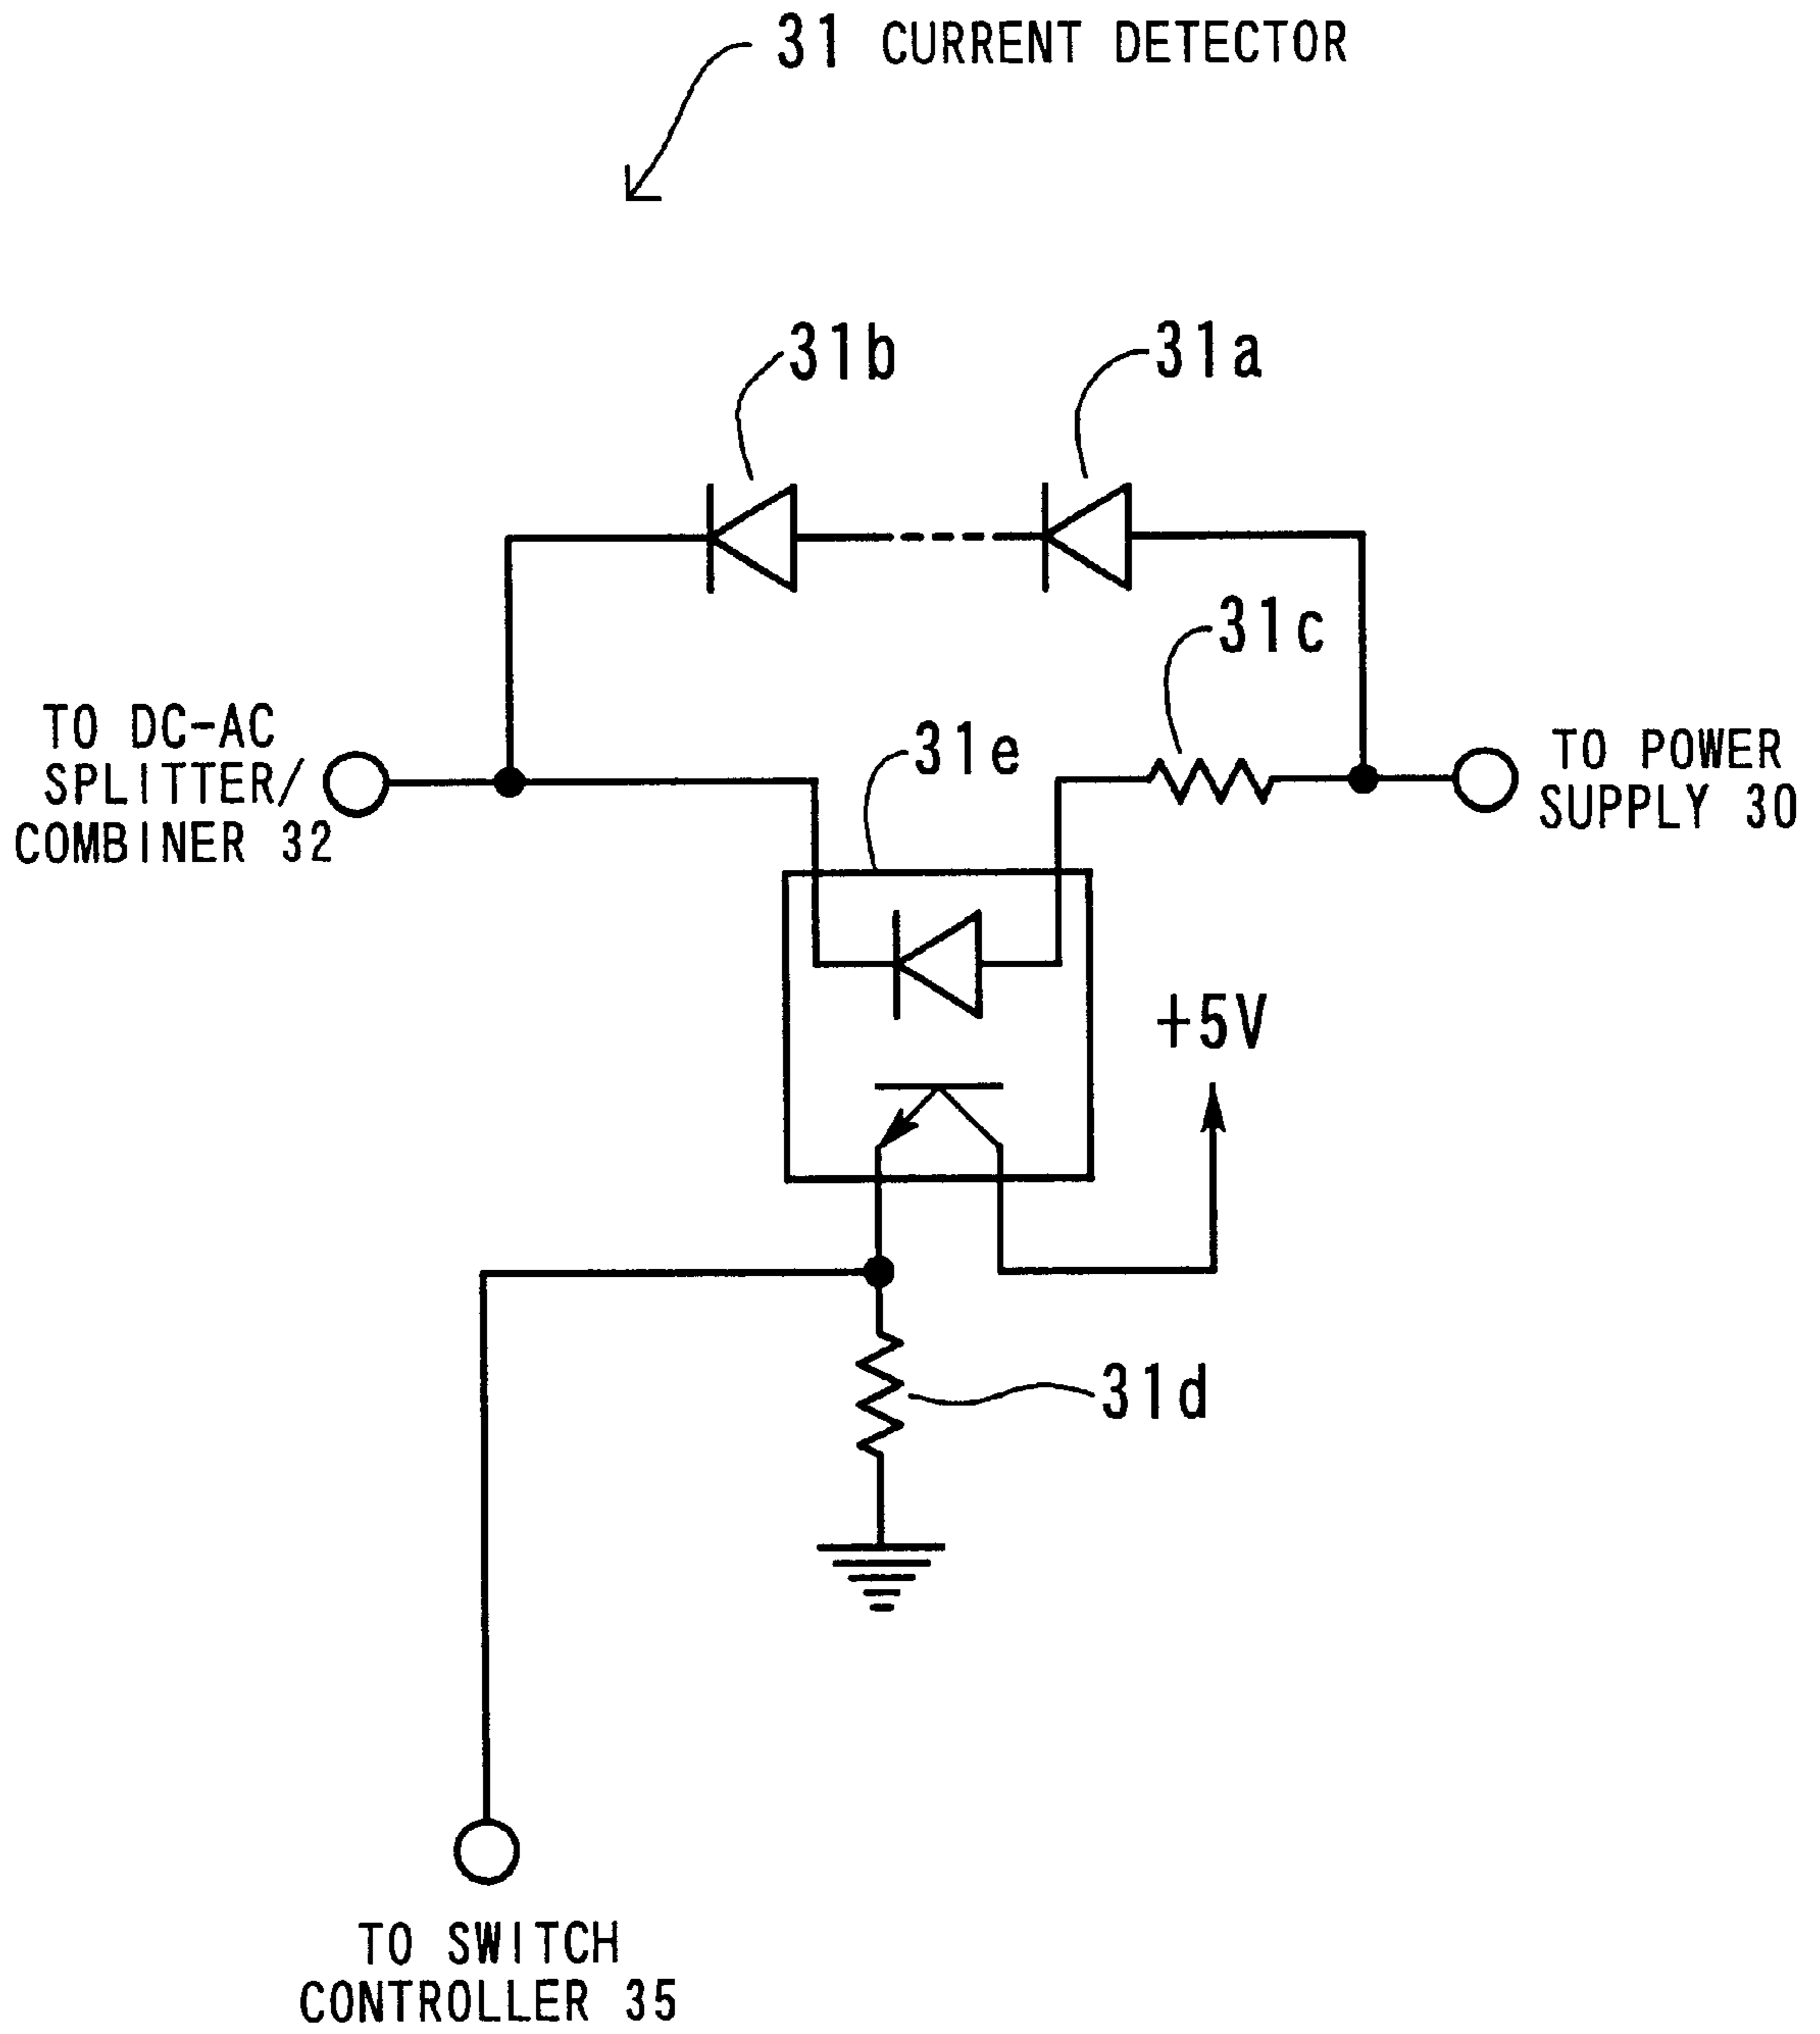 31 CURRENT DETECTOR
31b
31a
31c
TO DC-AC
SPLITTER/
COMBINER 32
31e
TO POWER
SUPPLY 30
+5V
31d
TO SWITCH
CONTROLLER 35